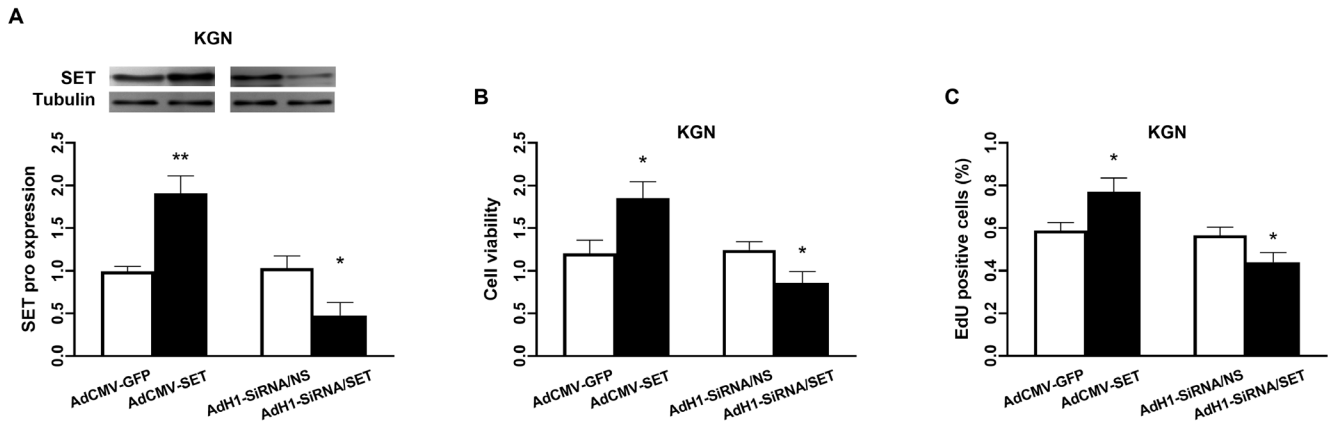 A
KGN
SET
Tubulin
SET pro expression
2.5
2.0
1.5
1.0
0.5
0.0
**
*
AdCMV-GFP
AdCMV-SET
AdH1-SiRNA/NS
AdH1-SiRNA/SET
B
KGN
Cell viability
2.5
2.0
1.5
1.0
0.5
0.0
*
*
AdCMV-GFP
AdCMV-SET
AdH1-SiRNA/NS
AdH1-SiRNA/SET
C
KGN
EdU positive cells (%)
1.0
0.8
0.6
0.4
0.2
0.0
*
*
AdCMV-GFP
AdCMV-SET
AdH1-SiRNA/NS
AdH1-SiRNA/SET